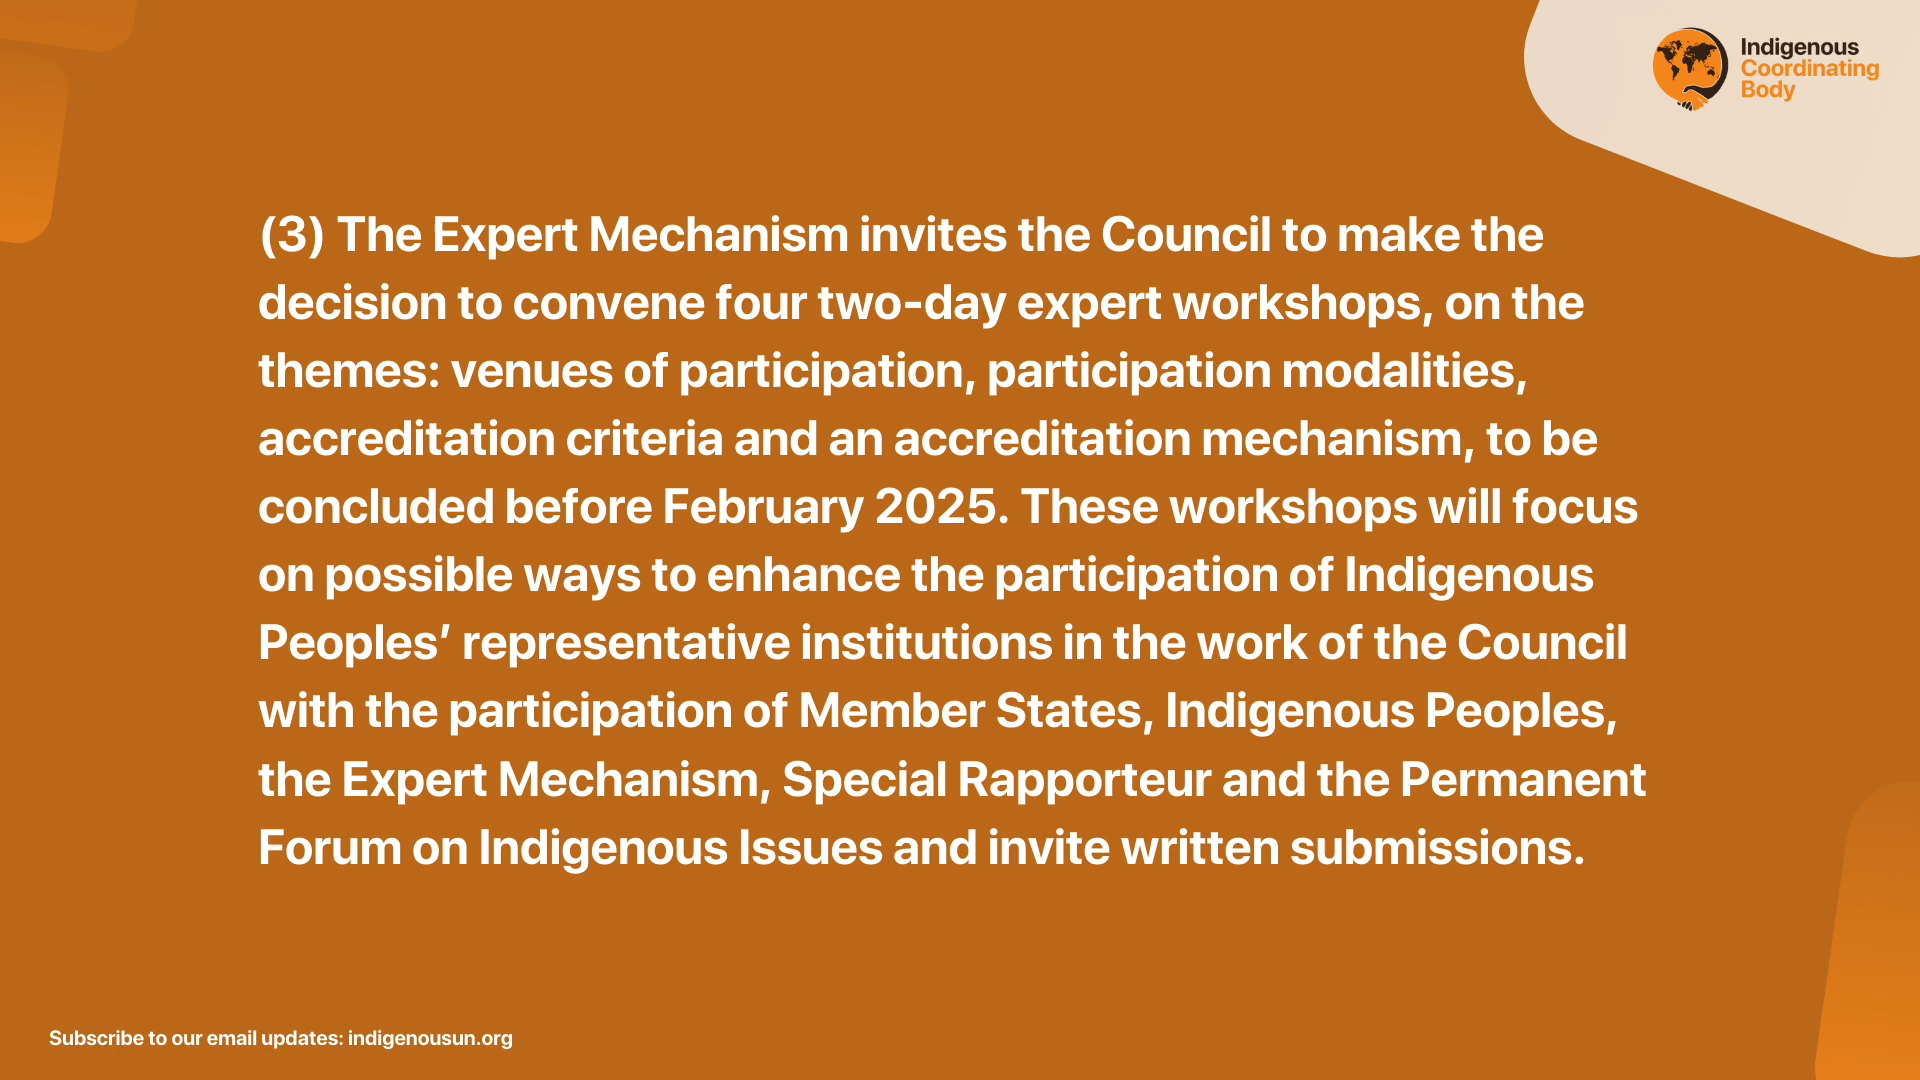 Indigenous
Coordinating
Body
(3) The Expert Mechanism invites the Council to make the
decision to convene four two-day expert workshops, on the
themes: venues of participation, participation modalities,
accreditation criteria and an accreditation mechanism, to be
concluded before February 2025. These workshops will focus
on possible ways to enhance the participation of Indigenous
Peoples’ representative institutions in the work of the Council
with the participation of Member States, Indigenous Peoples,
the Expert Mechanism, Special Rapporteur and the Permanent
Forum on Indigenous Issues and invite written submissions.
Subscribe to our email updates: indigenousun.org